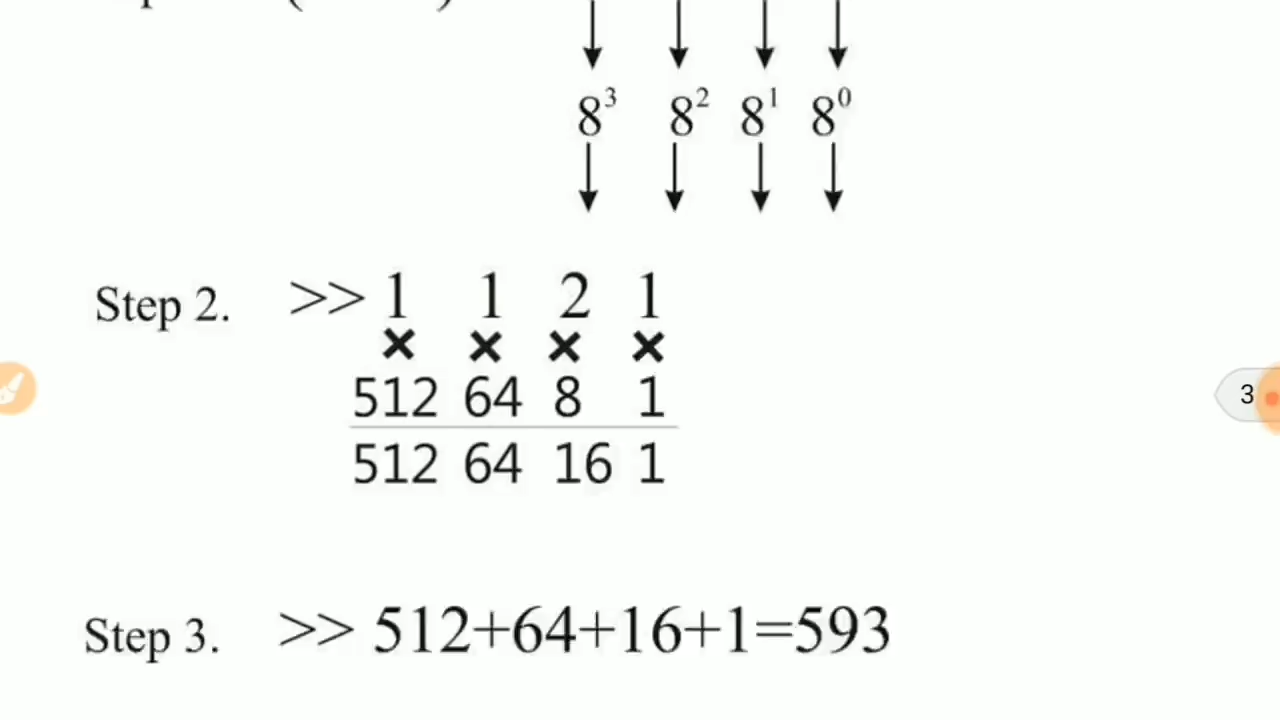 8³ 8² 8¹ 8⁰
Step 2. >> 1 1 2 1
× × × ×
512 64 8 1
512 64 16 1
3
Step 3. >> 512+64+16+1=593